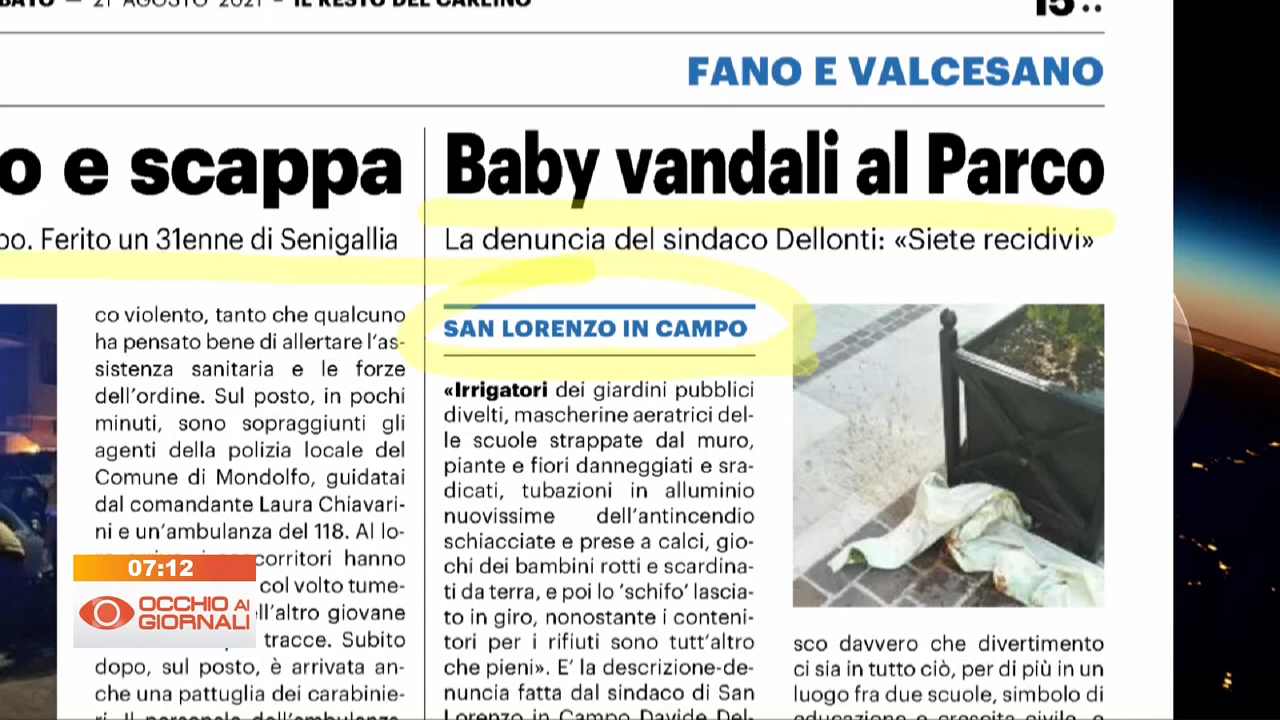 21 AGOSTO 2021 – IL RESTO DEL CARLINO
15
FANO E VALCESANO
o e scappa
Ferito un 31enne di Senigallia
co violento, tanto che qualcuno
ha pensato bene di allertare l'as-
sistenza sanitaria e le forze
dell'ordine. Sul posto, in pochi
minuti, sono sopraggiunti gli
agenti della polizia locale del
Comune di Mondolfo, guidatai
dal comandante Laura Chiavari-
ni e un'ambulanza del 118. Al lo-
corritori hanno
col volto tume-
ll'altro giovane
tracce. Subito
dopo, sul posto, è arrivata an-
che una pattuglia dei carabinie-
Baby vandali al Parco
La denuncia del sindaco Dellonti: «Siete recidivi»
SAN LORENZO IN CAMPO
«Irrigatori dei giardini pubblici
divelti, mascherine aeratrici del-
le scuole strappate dal muro,
piante e fiori danneggiati e sra-
dicati, tubazioni in alluminio
nuovissime dell'antincendio
schiacciate e prese a calci, gio-
chi dei bambini rotti e scardina-
ti da terra, e poi lo 'schifo' lascia-
to in giro, nonostante i conteni-
tori per i rifiuti sono tutt'altro
che pieni». E' la descrizione-de-
nuncia fatta dal sindaco di San
Lorenzo in Campo Davide Del-
sco davvero che divertimento
ci sia in tutto ciò, per di più in un
luogo fra due scuole, simbolo di
educazione e crescita civile e
07:12
OCCHIO AI
GIORNALI